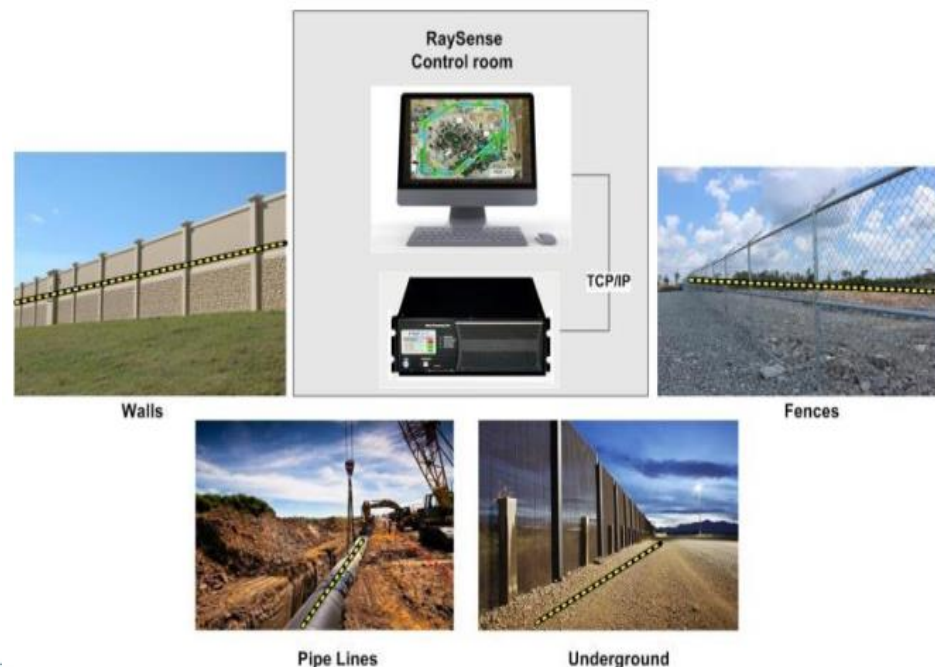 RaySense
Control room
TCP/IP
Walls
Fences
Pipe Lines
Underground